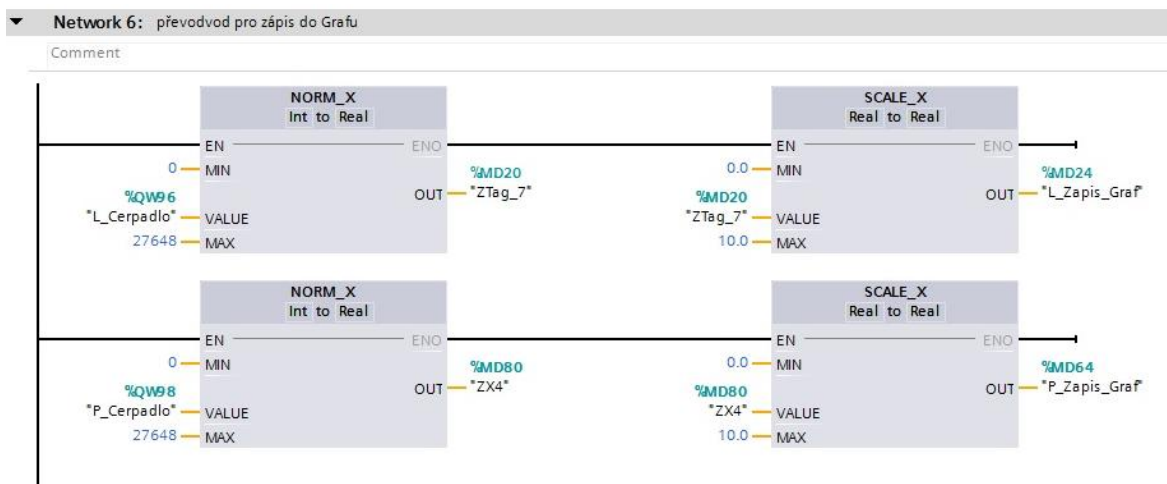 Network 6: převodvod pro zápis do Grafu
Comment
NORM_X
Int to Real
EN ENO
0 MIN
%MD20
OUT "ZTag_7"
%QW96
"L_Cerpadlo" VALUE
27648 MAX
SCALE_X
Real to Real
EN ENO
0.0 MIN
%MD24
OUT "L_Zapis_Graf"
%MD20
"ZTag_7" VALUE
10.0 MAX
NORM_X
Int to Real
EN ENO
0 MIN
%MD80
OUT "ZX4"
%QW98
"P_Cerpadlo" VALUE
27648 MAX
SCALE_X
Real to Real
EN ENO
0.0 MIN
%MD64
OUT "P_Zapis_Graf"
%MD80
"ZX4" VALUE
10.0 MAX